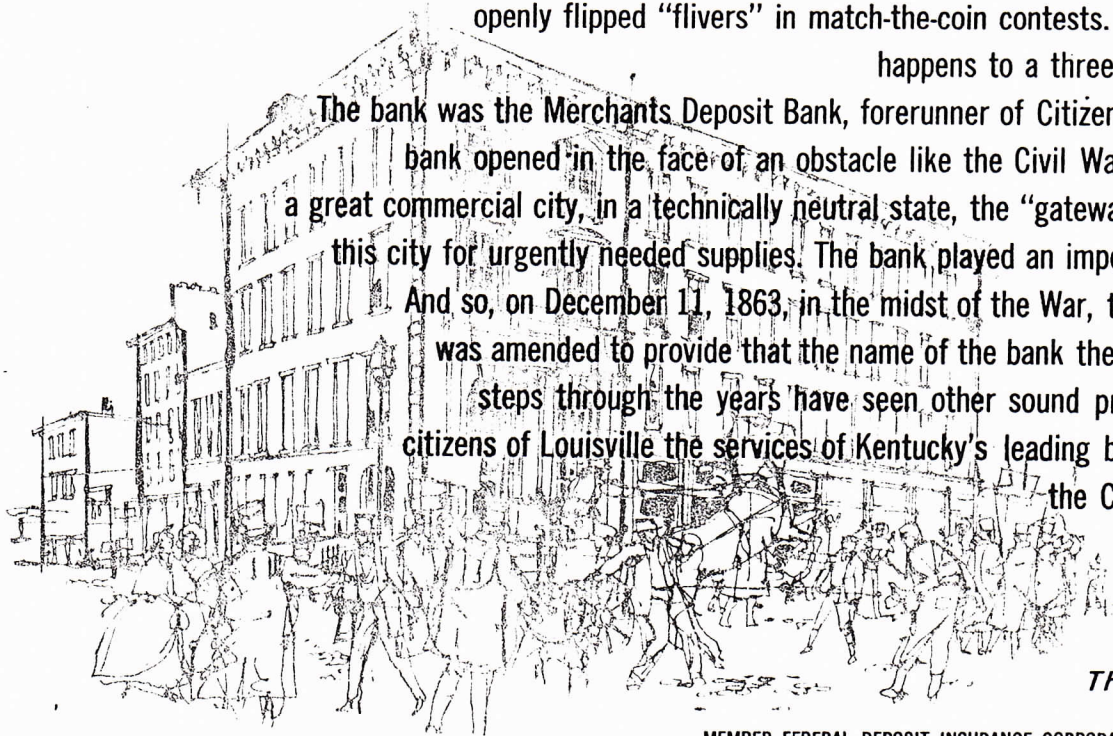 openly flipped “flivers” in match-the-coin contests.
happens to a three
The bank was the Merchants Deposit Bank, forerunner of Citizen
bank opened in the face of an obstacle like the Civil Wa
a great commercial city, in a technically neutral state, the “gatewa
this city for urgently needed supplies. The bank played an impo
And so, on December 11, 1863, in the midst of the War, t
was amended to provide that the name of the bank the
steps through the years have seen other sound pr
citizens of Louisville the services of Kentucky’s leading b
the C
Th
MEMBER FEDERAL DEPOSIT INSURANCE CORPORA